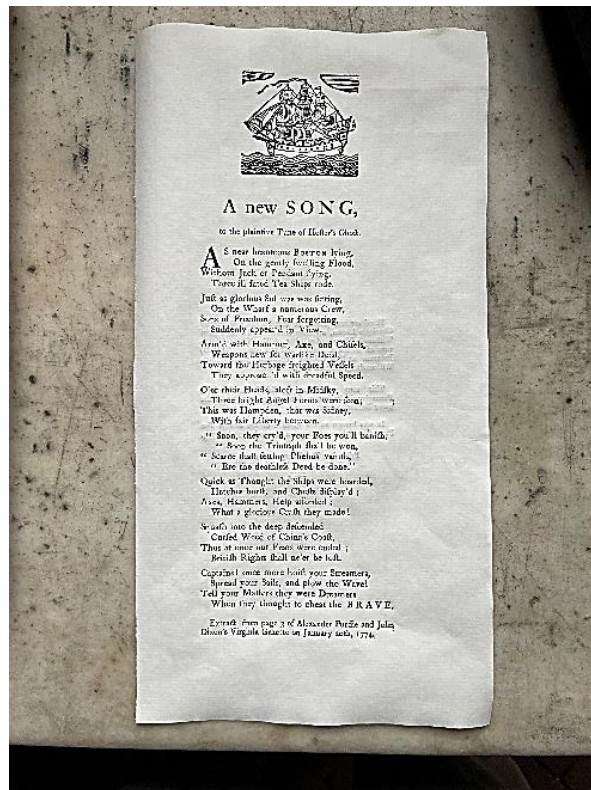 A new SONG,
to the plaintive Tune of Hosier's Ghost.
AS near beauteous BOSTON lying,
On the gently swelling Flood,
Without Jack or Pendant flying,
Three ill fated Tea Ships rode.
Just as glorious Sol was setting,
On the Wharf a numerous Crew,
Sons of Freedom, Fear forgetting,
Suddenly appear'd in View.
Arm'd with Hammer, Axe, and Chisels,
Weapons new for warlike Deed,
Toward the Herbage freighted Vessels
They approach'd with dreadful Speed.
O'er their Heads, aloft in Midsky,
Three bright Angel Forms were seen;
This was Hampden, that was Sidney,
With fair Liberty between.
" Soon, they cry'd, your Foes you'll banish,
" Soon the Triumph shall be won,
" Scarce shall setting Phebus vanish,
" Ere the deathless Deed be done."
Quick as Thought the Ships were boarded,
Hatches burst, and Chests display'd;
Axes, Hammers, Help afforded;
What a glorious Crash they made!
Squash into the deep descended
Cursed Weed of China's Coast,
Thus at once our Fears were ended;
British Rights shall ne'er be lost.
Captains! once more hoist your Streamers,
Spread your Sails, and plow the Wave!
Tell your Masters they were Dreamers
When they thought to cheat the BRAVE.
Extract from page 3 of Alexander Purdie and John
Dixon's Virginia Gazette on January 20th, 1774.